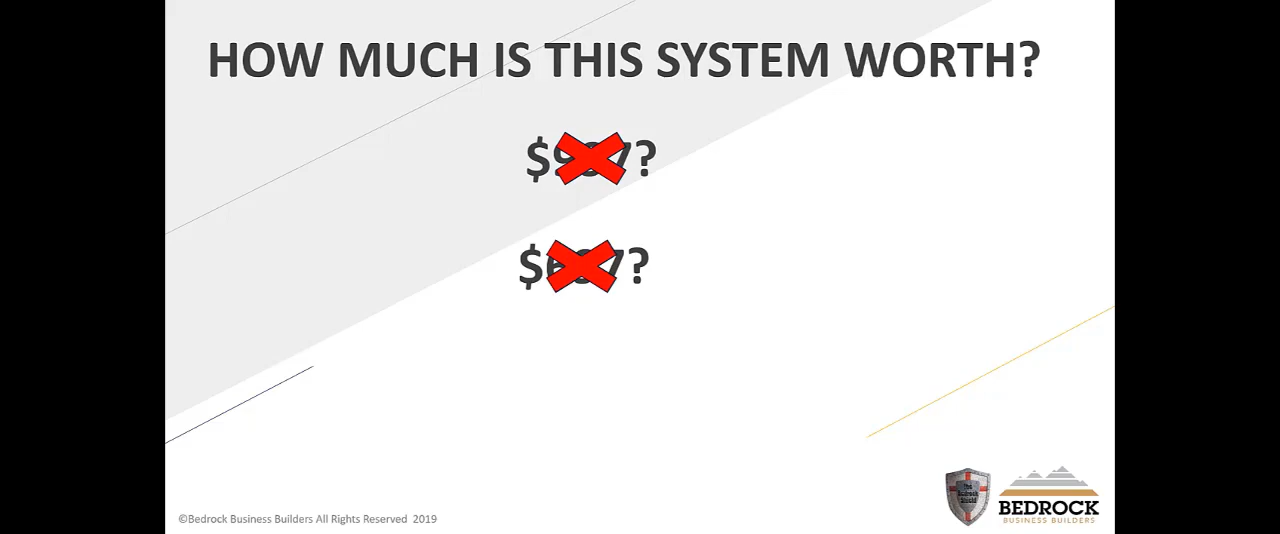 HOW MUCH IS THIS SYSTEM WORTH?
©Bedrock Business Builders All Rights Reserved 2019
BEDROCK
BUSINESS BUILDERS